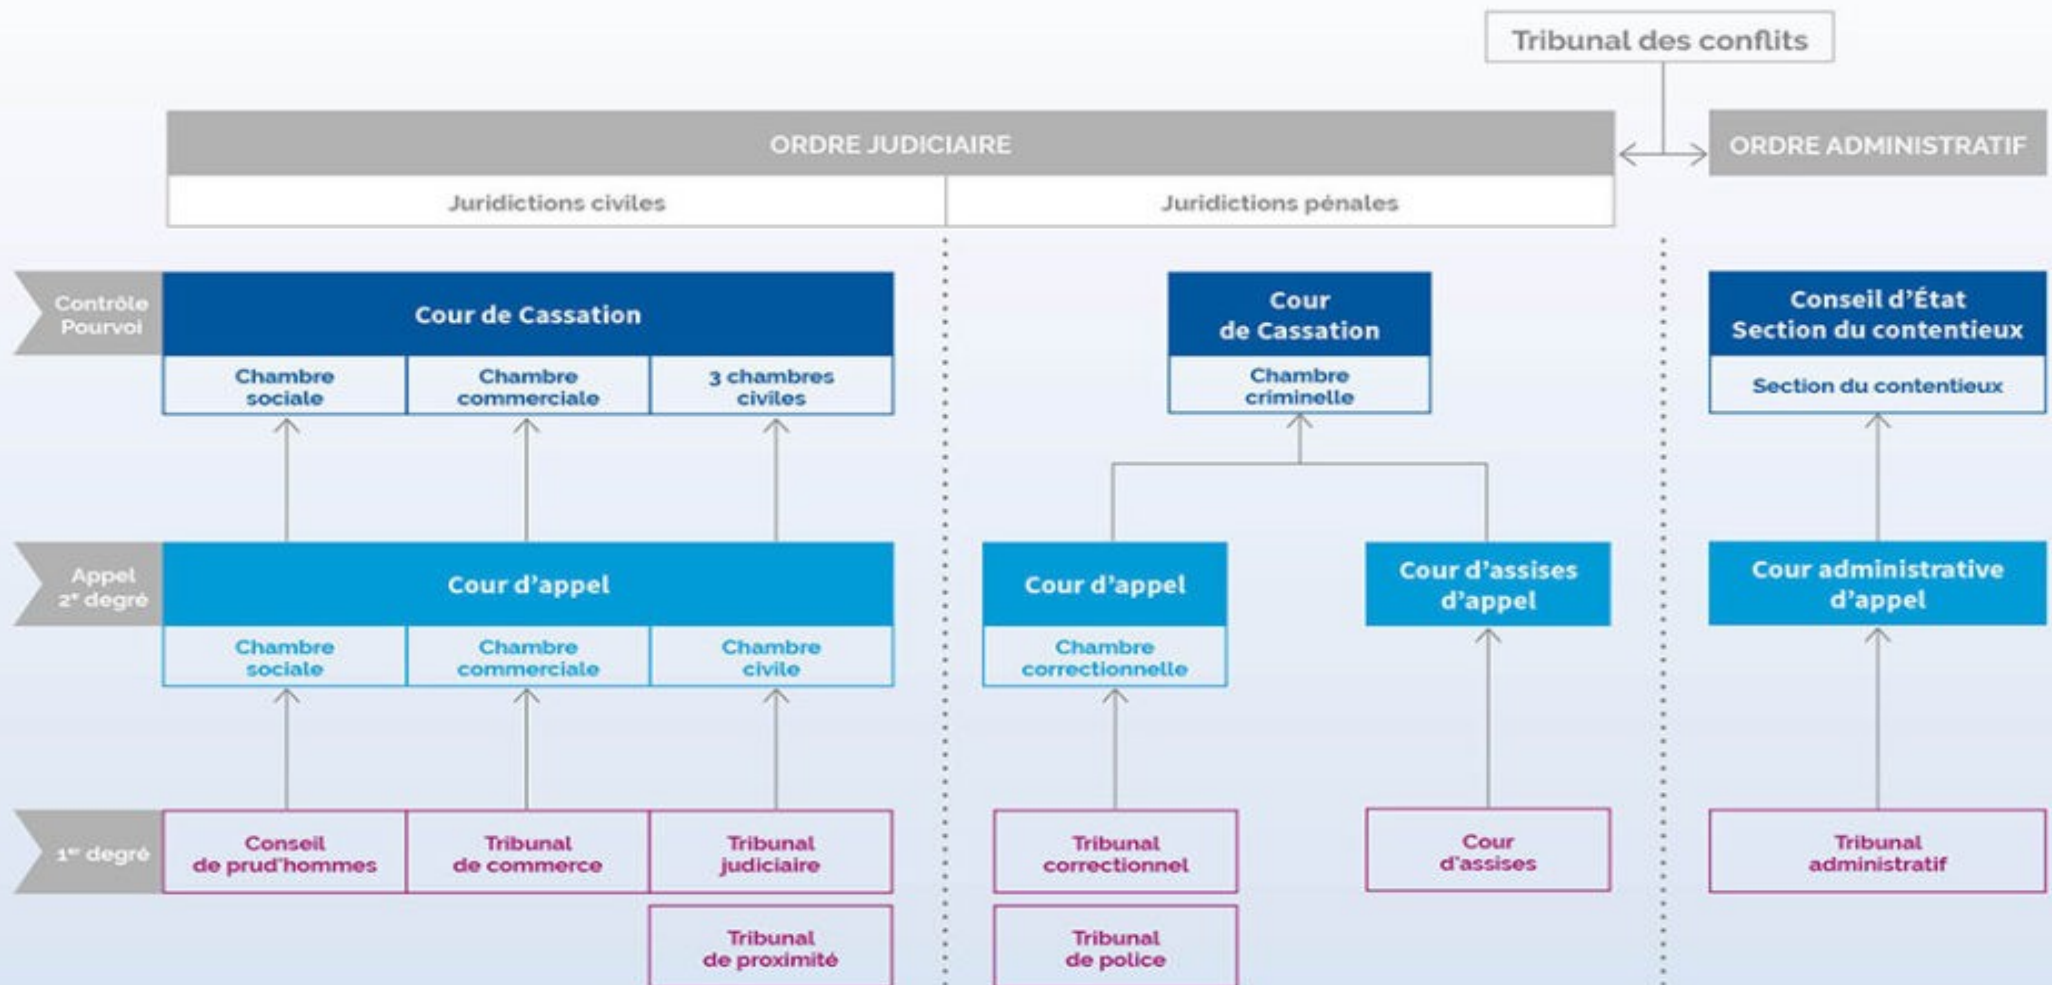 Tribunal des conflits
ORDRE JUDICIAIRE
ORDRE ADMINISTRATIF
Juridictions civiles
Juridictions pénales
Contrôle
Pourvoi
Cour de Cassation
Chambre
sociale
Chambre
commerciale
3 chambres
civiles
Cour
de Cassation
Chambre
criminelle
Conseil d’État
Section du contentieux
Section du contentieux
Appel
2e degré
Cour d’appel
Chambre
sociale
Chambre
commerciale
Chambre
civile
Cour d’appel
Chambre
correctionnelle
Cour d’assises
d’appel
Cour administrative
d’appel
1er degré
Conseil
de prud’hommes
Tribunal
de commerce
Tribunal
judiciaire
Tribunal
de proximité
Tribunal
correctionnel
Tribunal
de police
Cour
d’assises
Tribunal
administratif